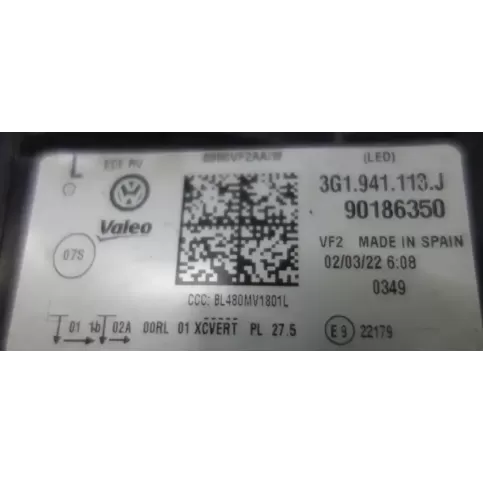 L
(LED)
3G1.941.113.J
90186350
Valeo
07S
VF2 MADE IN SPAIN
02/03/22 6:08
0349
CCC: BL480MV1801L
01 1b 02A 00RL 01 XCVERT PL 27.5
E9 22179